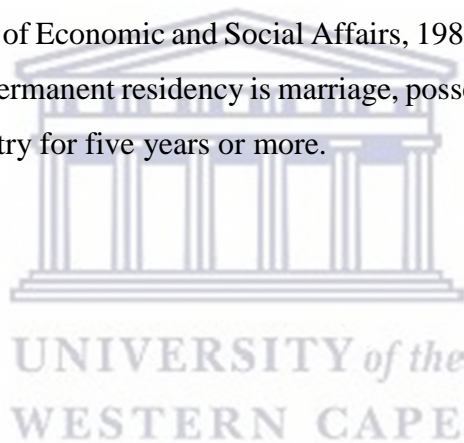 of Economic and Social Affairs, 198
ermanent residency is marriage, posse
try for five years or more.
UNIVERSITY of the
WESTERN CAPE